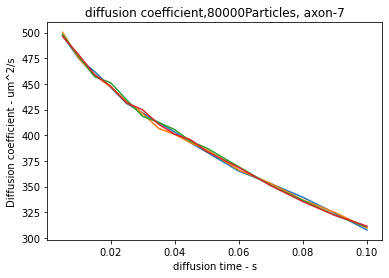 diffusion coefficient,80000Particles, axon-7
Diffusion coefficient - um^2/s
500
475
450
425
400
375
350
325
300
0.02 0.04 0.06 0.08 0.10
diffusion time - s